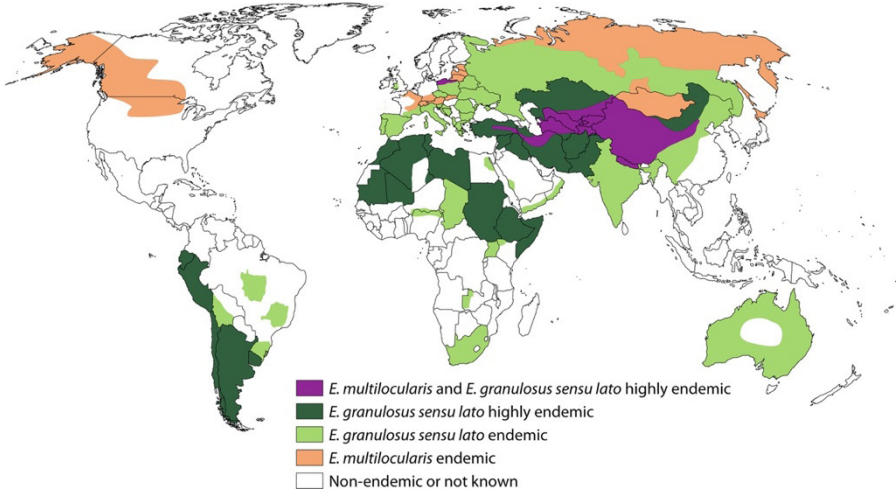 E. multilocularis and E. granulosus sensu lato highly endemic
E. granulosus sensu lato highly endemic
E. granulosus sensu lato endemic
E. multilocularis endemic
Non-endemic or not known